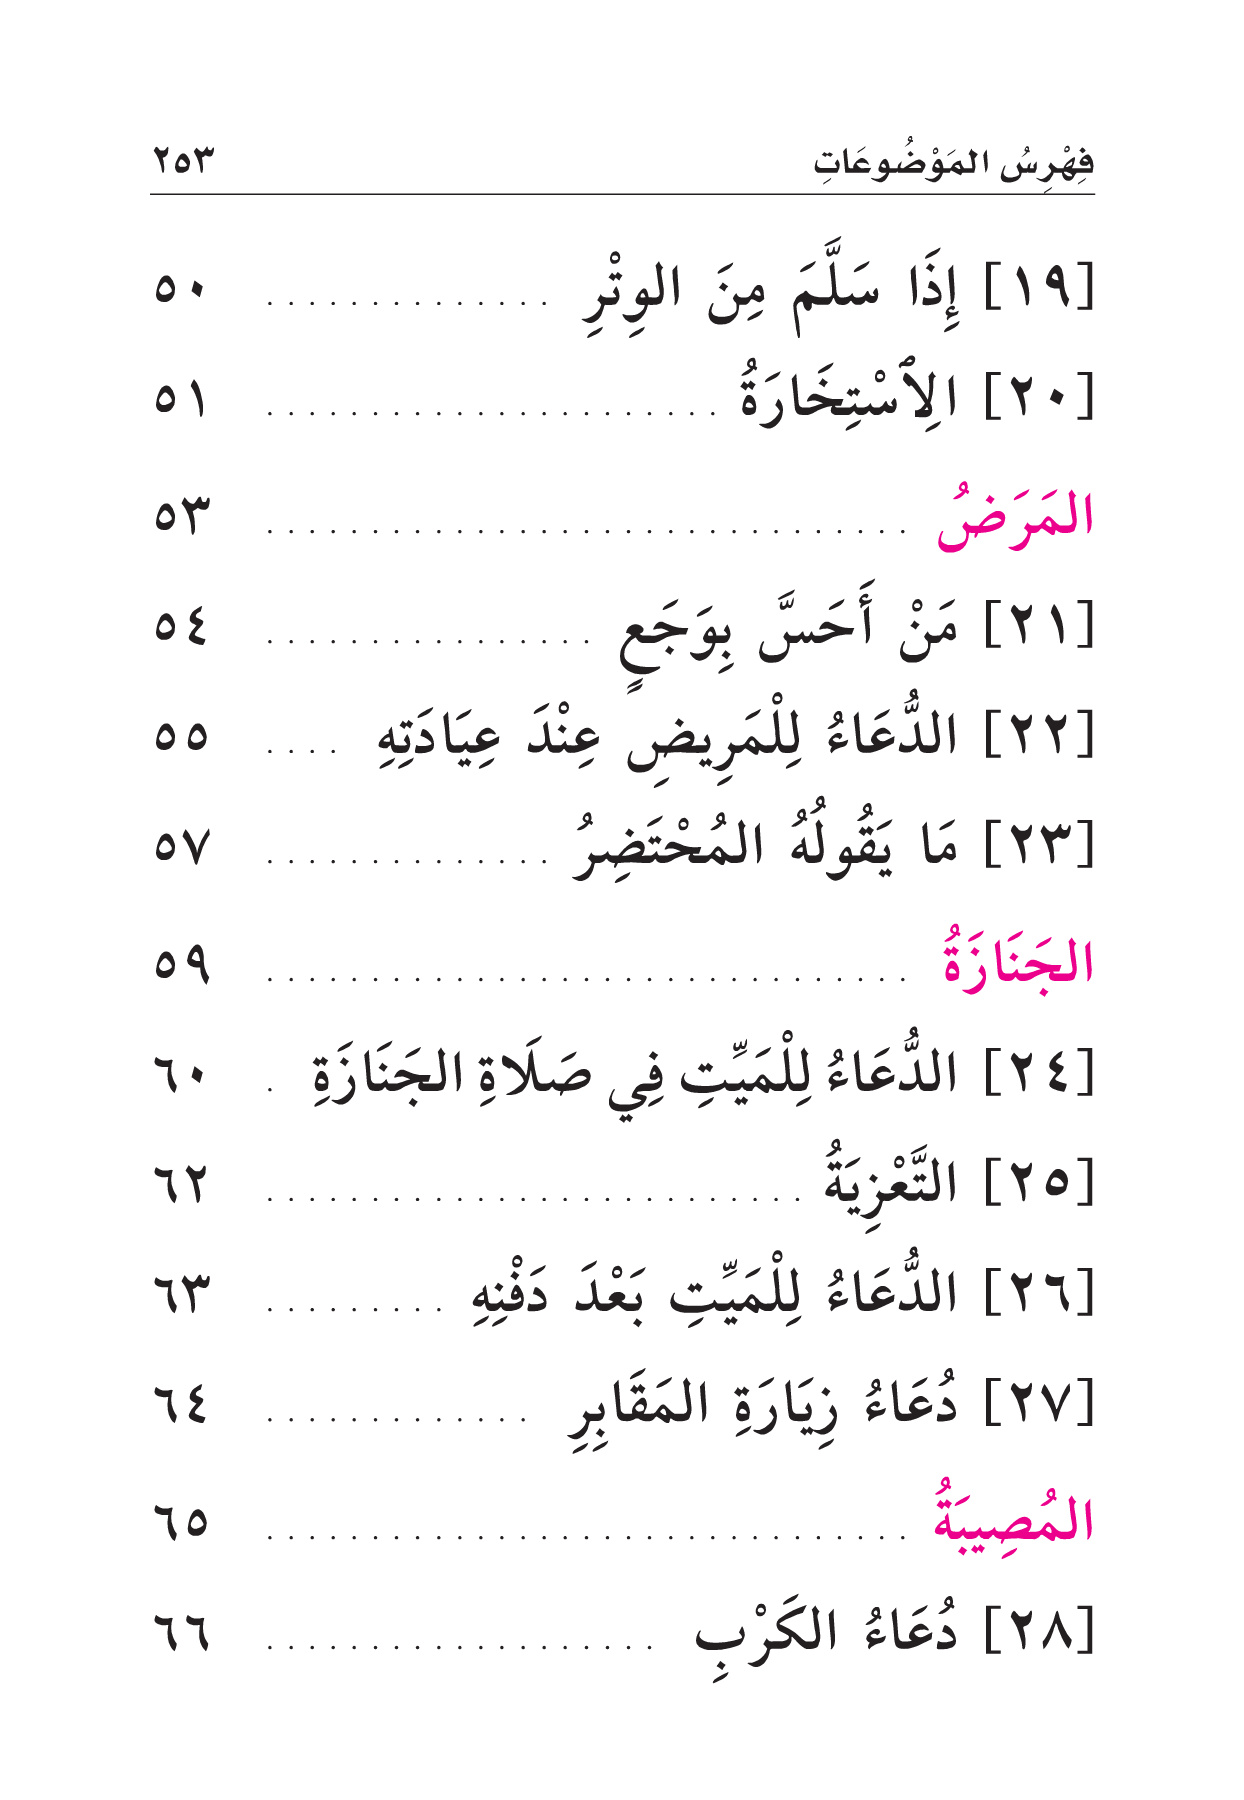 فِهْرِسُ المَوْضُوعَاتِ ٢٥٣
[١٩] إِذَا سَلَّمَ مِنَ الوِتْرِ . . . . . . . . . . . . . . ٥٠
[٢٠] الِاسْتِخَارَةُ . . . . . . . . . . . . . . . . . . . . . . ٥١
المَرَضُ . . . . . . . . . . . . . . . . . . . . . . . . . . . . . . . ٥٣
[٢١] مَنْ أَحَسَّ بِوَجَعٍ . . . . . . . . . . . . . . . . ٥٤
[٢٢] الدُّعَاءُ لِلْمَرِيضِ عِنْدَ عِيَادَتِهِ . . . . ٥٥
[٢٣] مَا يَقُولُهُ المُحْتَضِرُ . . . . . . . . . . . . . . ٥٧
الجَنَازَةُ . . . . . . . . . . . . . . . . . . . . . . . . . . . . . . . ٥٩
[٢٤] الدُّعَاءُ لِلْمَيِّتِ فِي صَلَاةِ الجَنَازَةِ . ٦٠
[٢٥] التَّعْزِيَةُ . . . . . . . . . . . . . . . . . . . . . . . . . . ٦٢
[٢٦] الدُّعَاءُ لِلْمَيِّتِ بَعْدَ دَفْنِهِ . . . . . . . . . ٦٣
[٢٧] دُعَاءُ زِيَارَةِ المَقَابِرِ . . . . . . . . . . . . . ٦٤
المُصِيبَةُ . . . . . . . . . . . . . . . . . . . . . . . . . . . . . . . ٦٥
[٢٨] دُعَاءُ الكَرْبِ . . . . . . . . . . . . . . . . . . . ٦٦